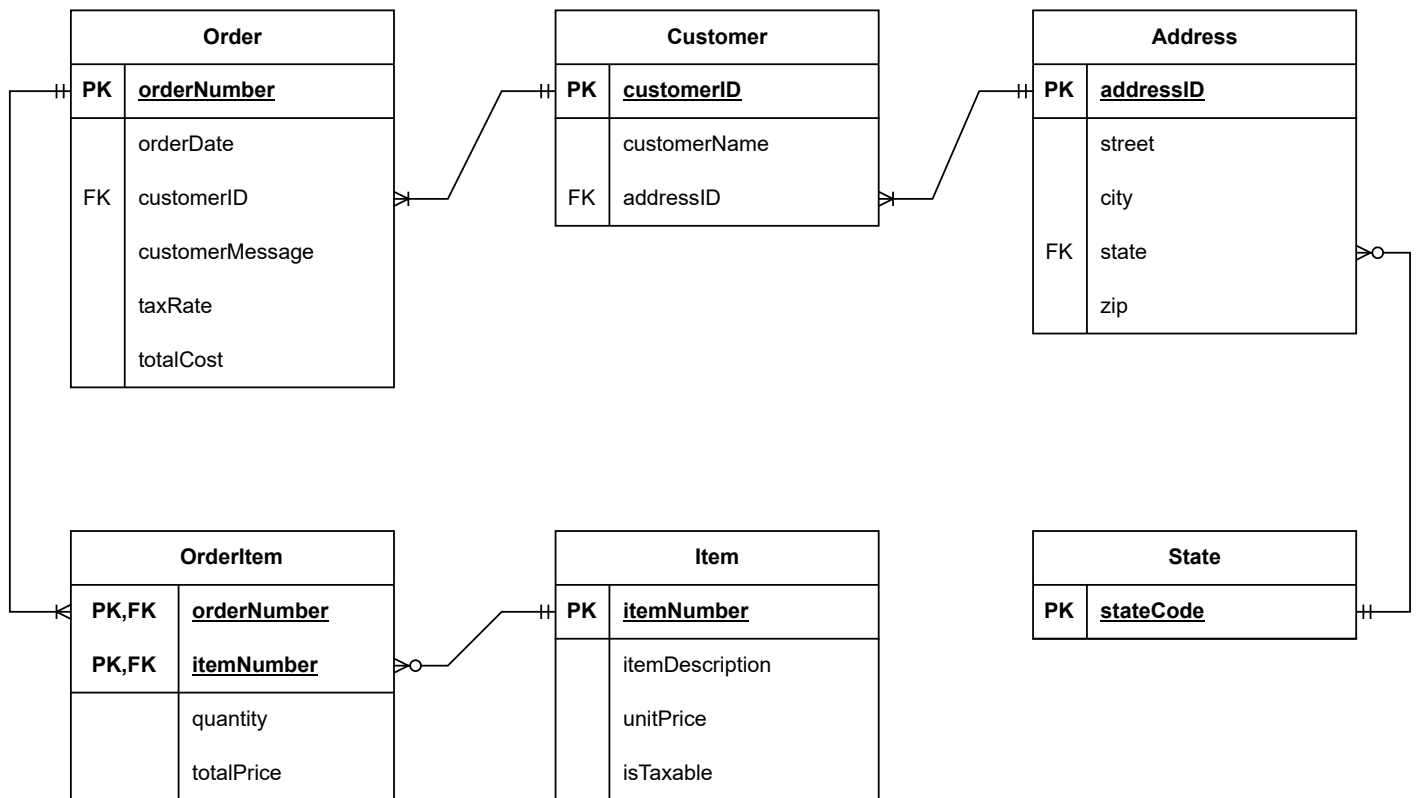 Order
PK orderNumber
orderDate
FK customerID
customerMessage
taxRate
totalCost
Customer
PK customerID
customerName
FK addressID
Address
PK addressID
street
city
FK state
zip
OrderItem
PK,FK orderNumber
PK,FK itemNumber
quantity
totalPrice
Item
PK itemNumber
itemDescription
unitPrice
isTaxable
State
PK stateCode